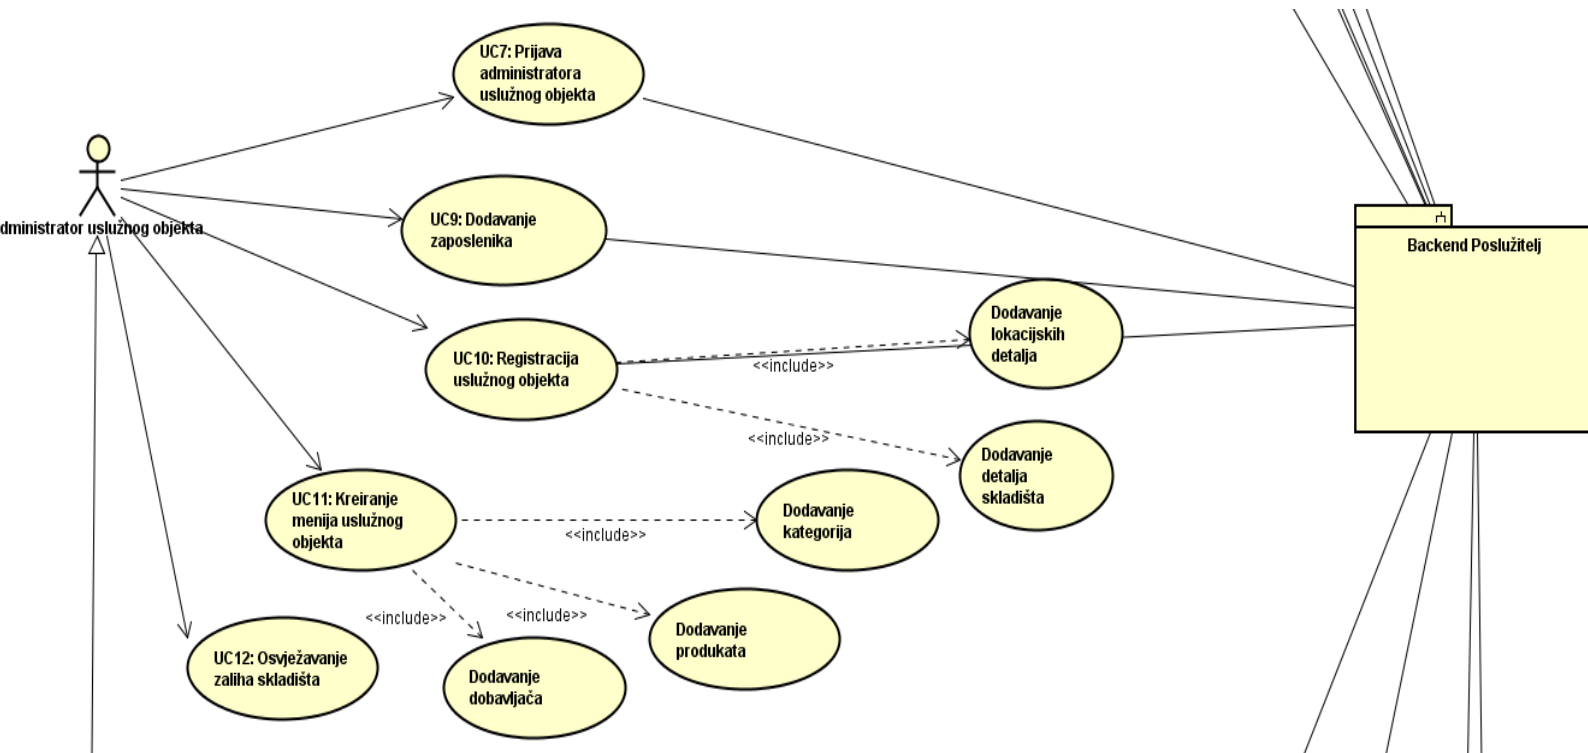 UC7: Prijava
administratora
uslužnog objekta
dministrator uslužnog objekta
UC9: Dodavanje
zaposlenika
Backend Poslužitelj
UC10: Registracija
uslužnog objekta
<<include>>
Dodavanje
lokacijskih
detalja
<<include>>
Dodavanje
detalja
skladišta
UC11: Kreiranje
menija uslužnog
objekta
<<include>>
Dodavanje
kategorija
<<include>>
<<include>>
Dodavanje
produkata
UC12: Osvježavanje
zaliha skladišta
Dodavanje
dobavljača